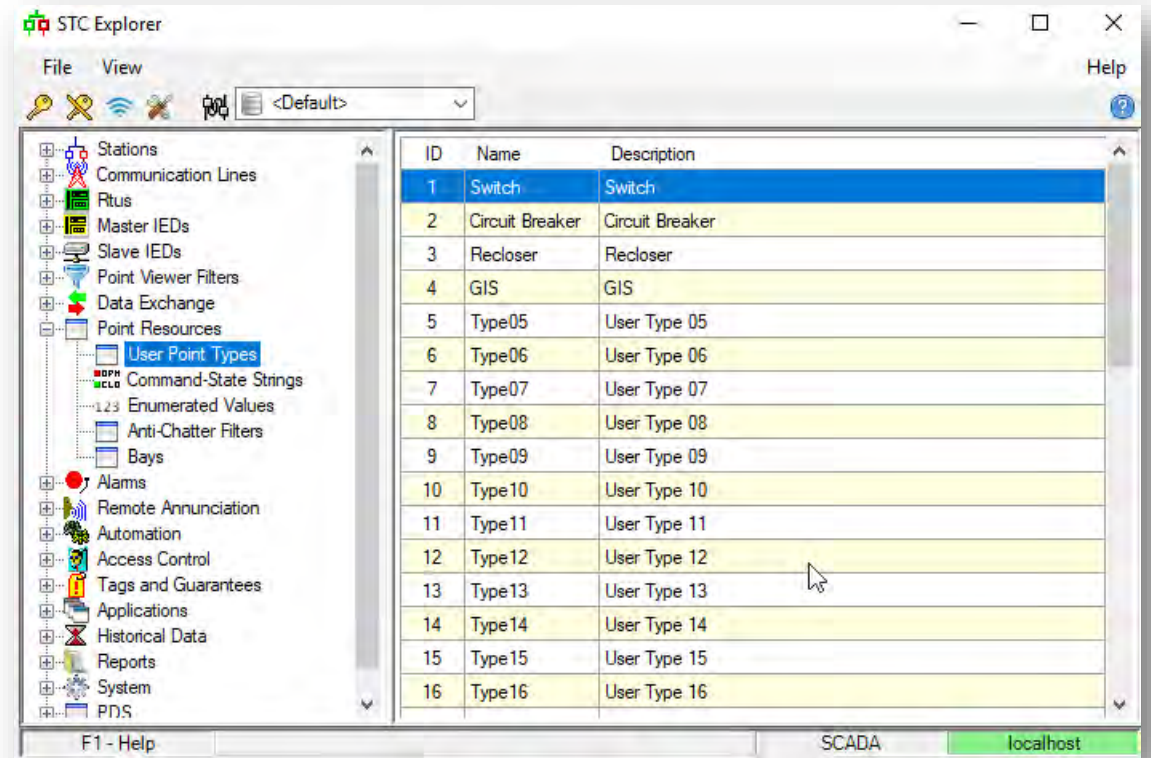 STC Explorer
File View Help
<Default>
Stations
Communication Lines
Rtus
Master IEDs
Slave IEDs
Point Viewer Filters
Data Exchange
Point Resources
User Point Types
OPN CLO Command-State Strings
123 Enumerated Values
Anti-Chatter Filters
Bays
Alarms
Remote Annunciation
Automation
Access Control
Tags and Guarantees
Applications
Historical Data
Reports
System
PDS
ID Name Description
1 Switch Switch
2 Circuit Breaker Circuit Breaker
3 Recloser Recloser
4 GIS GIS
5 Type05 User Type 05
6 Type06 User Type 06
7 Type07 User Type 07
8 Type08 User Type 08
9 Type09 User Type 09
10 Type10 User Type 10
11 Type11 User Type 11
12 Type12 User Type 12
13 Type13 User Type 13
14 Type14 User Type 14
15 Type15 User Type 15
16 Type16 User Type 16
F1 - Help SCADA localhost